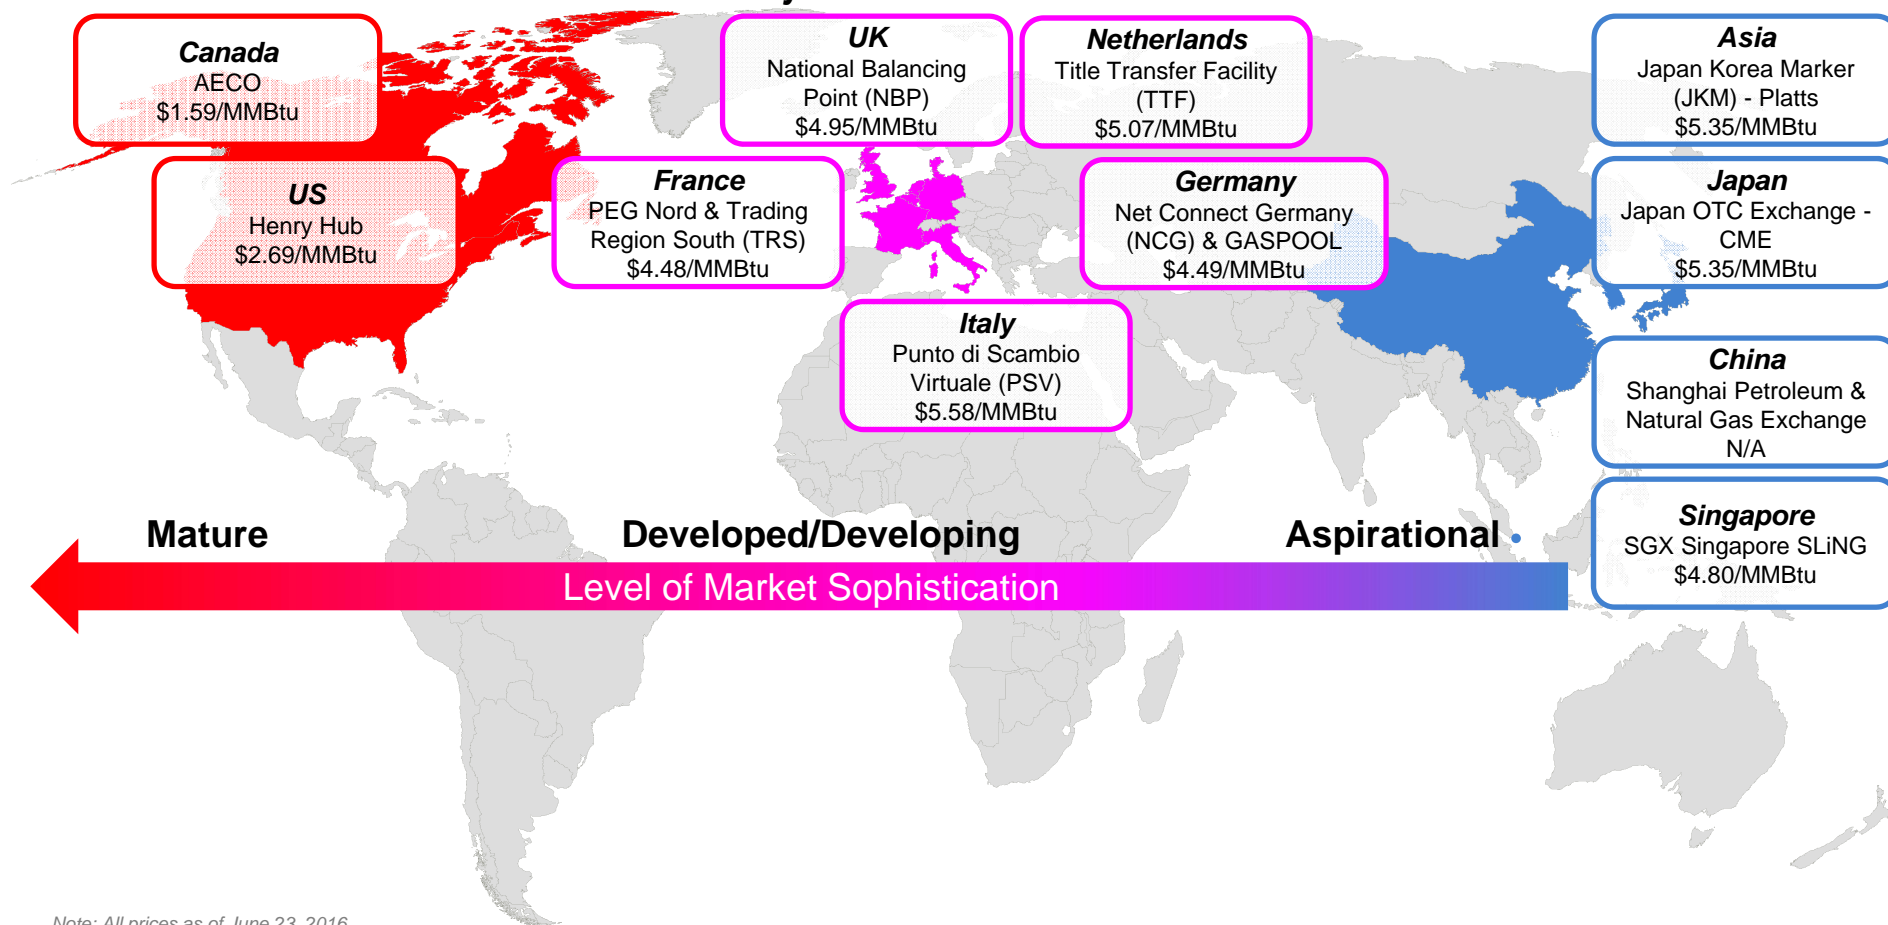 Canada
AECO
$1.59/MMBtu
US
Henry Hub
$2.69/MMBtu
UK
National Balancing
Point (NBP)
$4.95/MMBtu
Netherlands
Title Transfer Facility
(TTF)
$5.07/MMBtu
France
PEG Nord & Trading
Region South (TRS)
$4.48/MMBtu
Germany
Net Connect Germany
(NCG) & GASPOOL
$4.49/MMBtu
Italy
Punto di Scambio
Virtuale (PSV)
$5.58/MMBtu
Asia
Japan Korea Marker
(JKM) - Platts
$5.35/MMBtu
Japan
Japan OTC Exchange -
CME
$5.35/MMBtu
China
Shanghai Petroleum &
Natural Gas Exchange
N/A
Singapore
SGX Singapore SLiNG
$4.80/MMBtu
Mature
Developed/Developing
Aspirational
Level of Market Sophistication
Note: All prices as of June 23, 2016